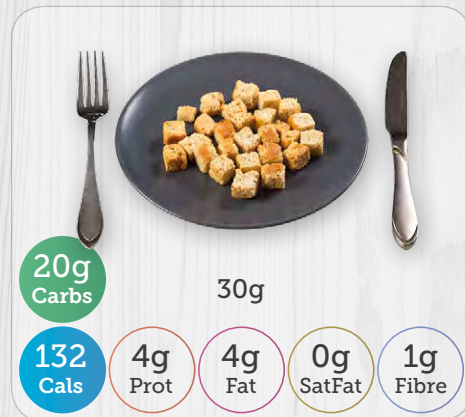 20g
Carbs
30g
132
Cals
4g
Prot
4g
Fat
0g
SatFat
1g
Fibre